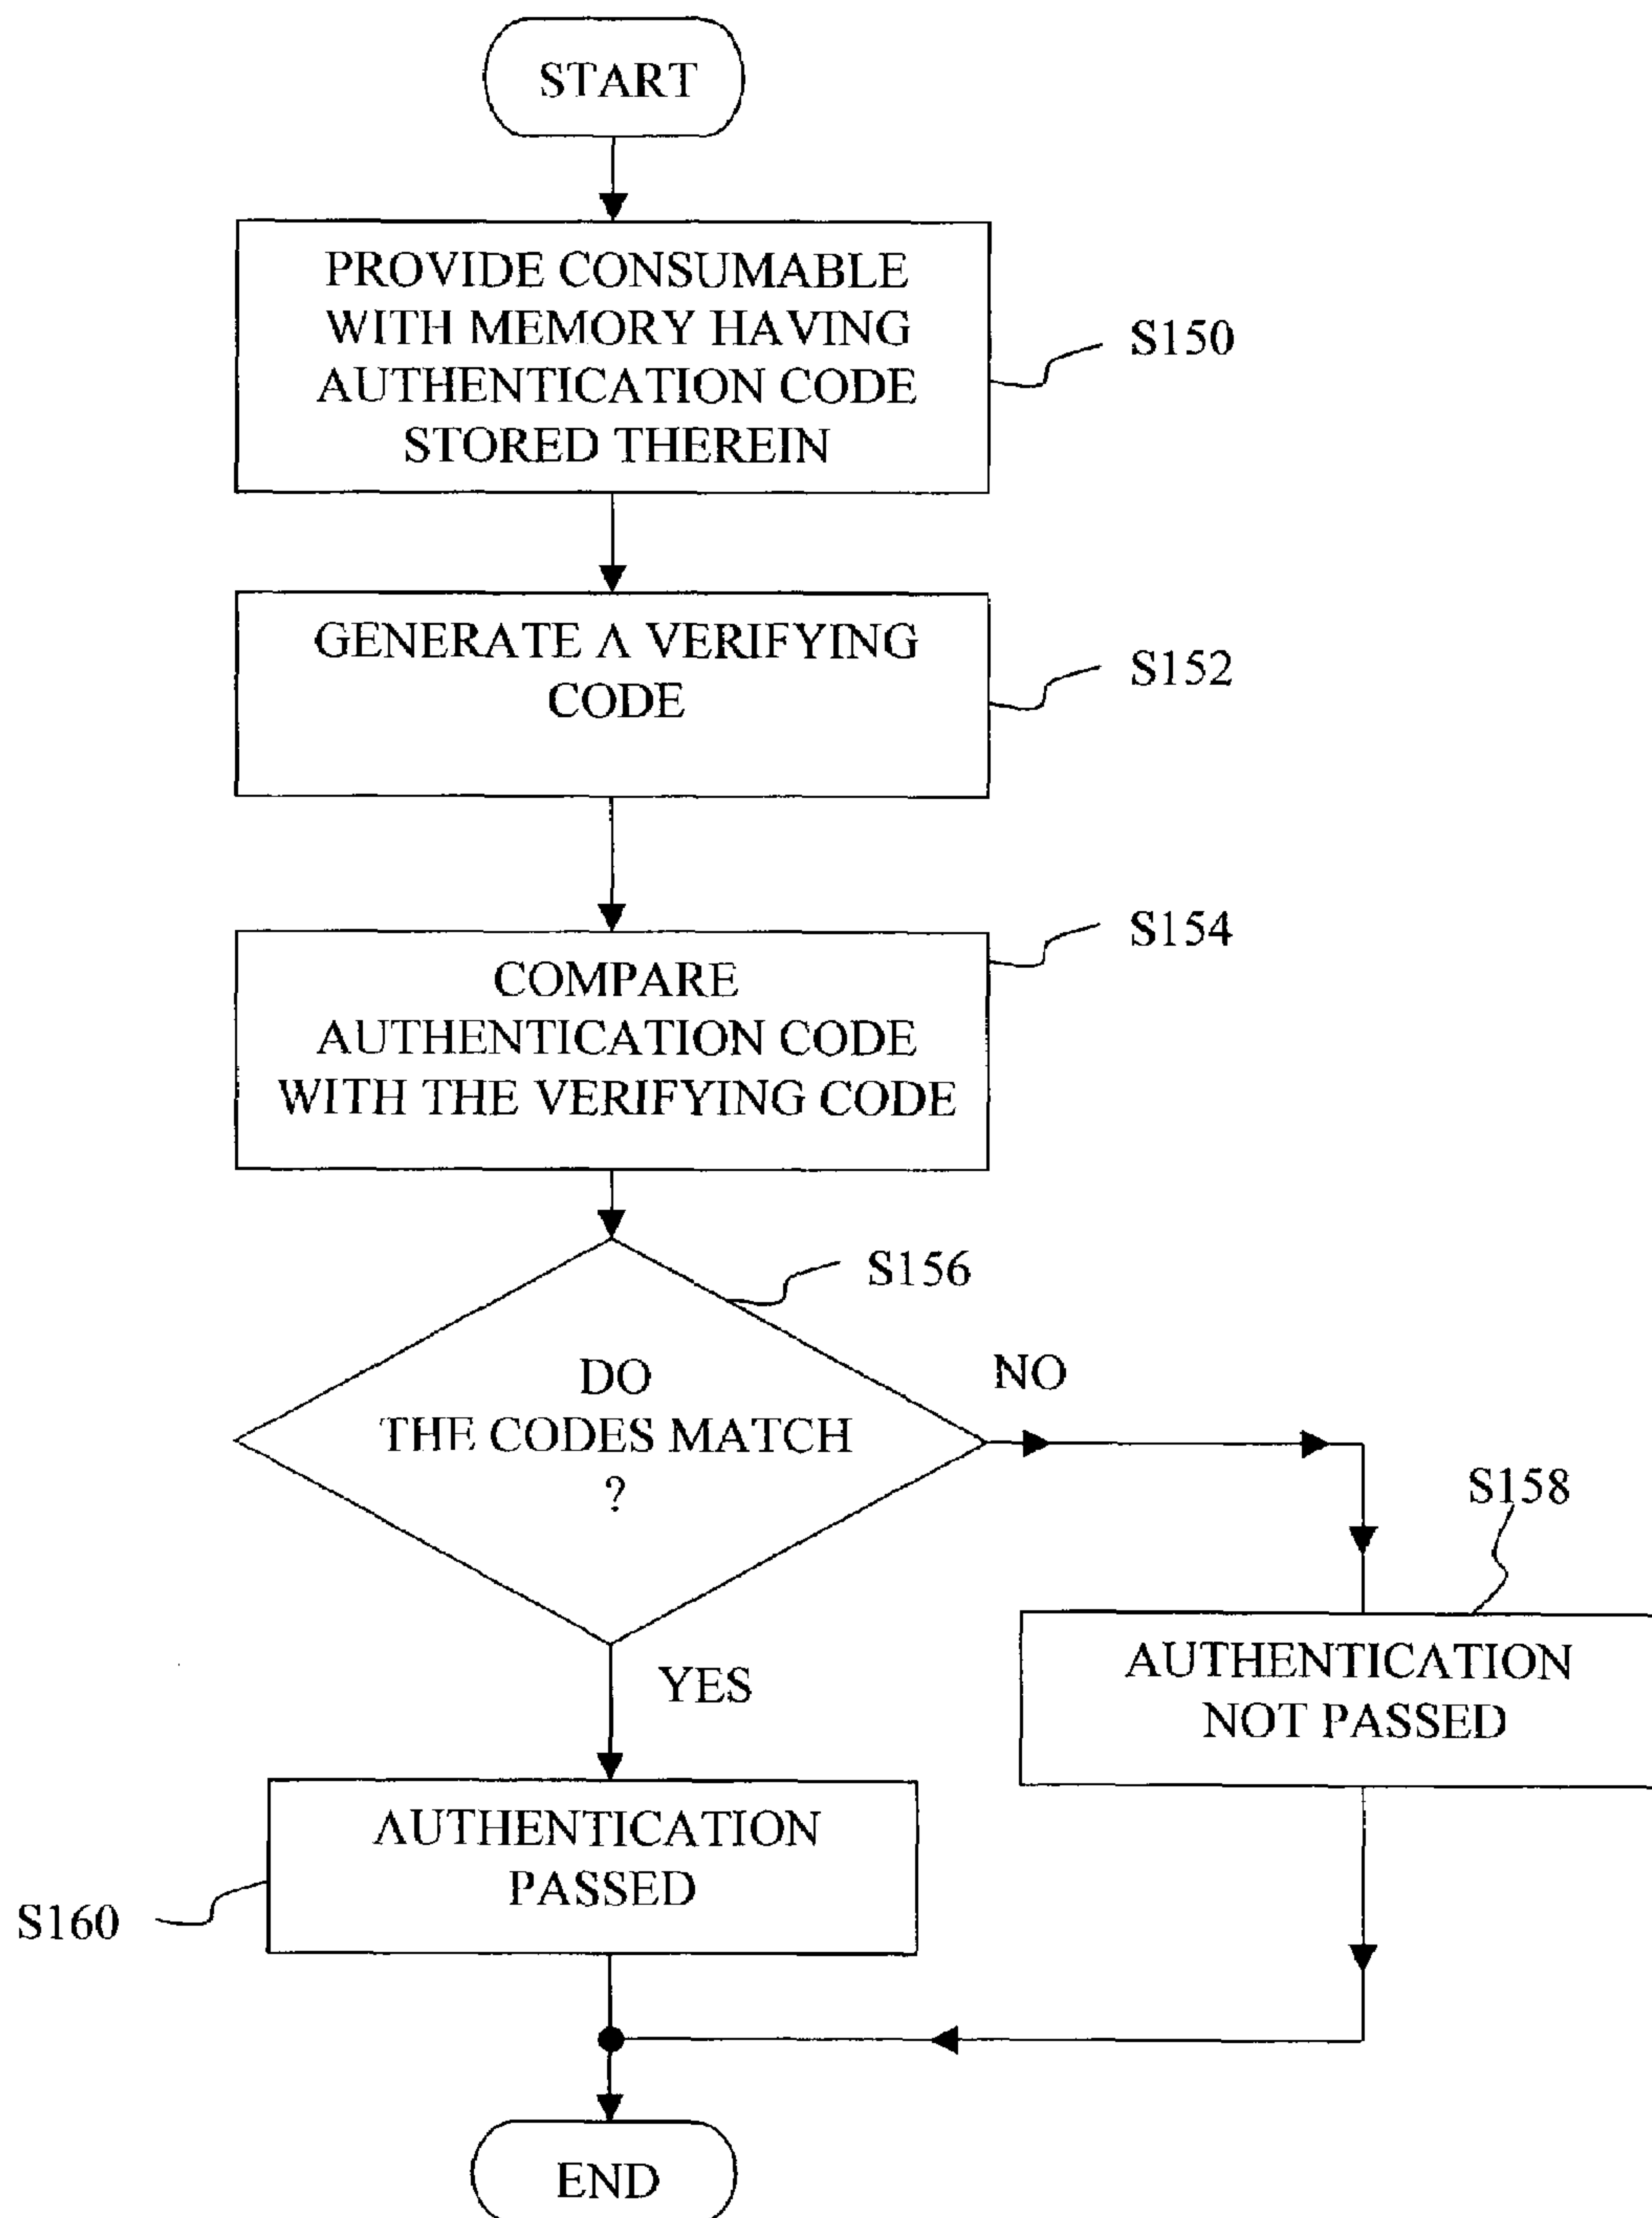 START
PROVIDE CONSUMABLE
WITH MEMORY HAVING
AUTHENTICATION CODE
STORED THEREIN
S150
GENERATE A VERIFYING
CODE
S152
COMPARE
AUTHENTICATION CODE
WITH THE VERIFYING CODE
S154
DO
THE CODES MATCH
?
S156
NO
YES
S158
AUTHENTICATION
NOT PASSED
AUTHENTICATION
PASSED
S160
END